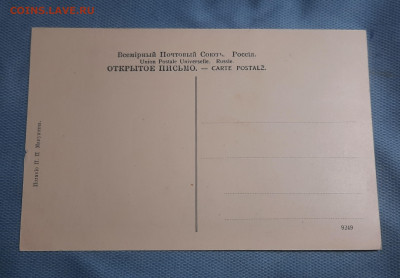 COINS.LAVE.RU
Всемірный Почтовый Союзъ. Россія.
Union Postale Universelle. Russie.
ОТКРЫТОЕ ПИСЬМО. — CARTE POSTALE.
9349